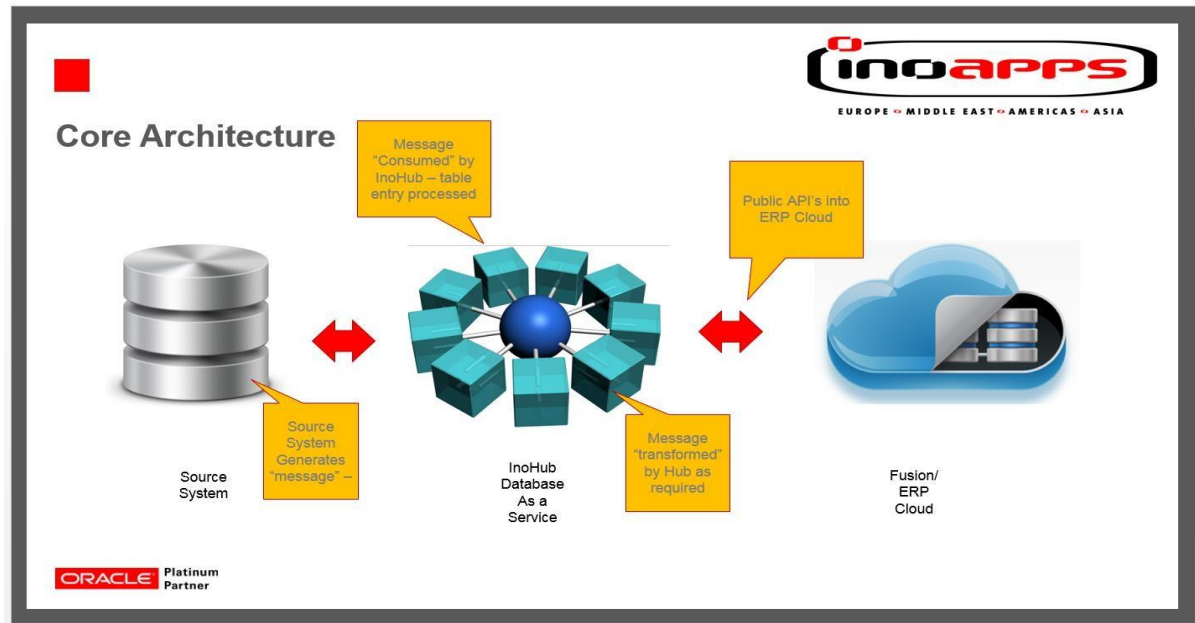 inoapps
EUROPE MIDDLE EAST AMERICAS ASIA
Core Architecture
Message
“Consumed” by
InoHub – table
entry processed
Public API’s into
ERP Cloud
Source
System
Generates
“message” –
Message
“transformed”
by Hub as
required
Source
System
InoHub
Database
As a
Service
Fusion/
ERP
Cloud
ORACLE
Platinum
Partner